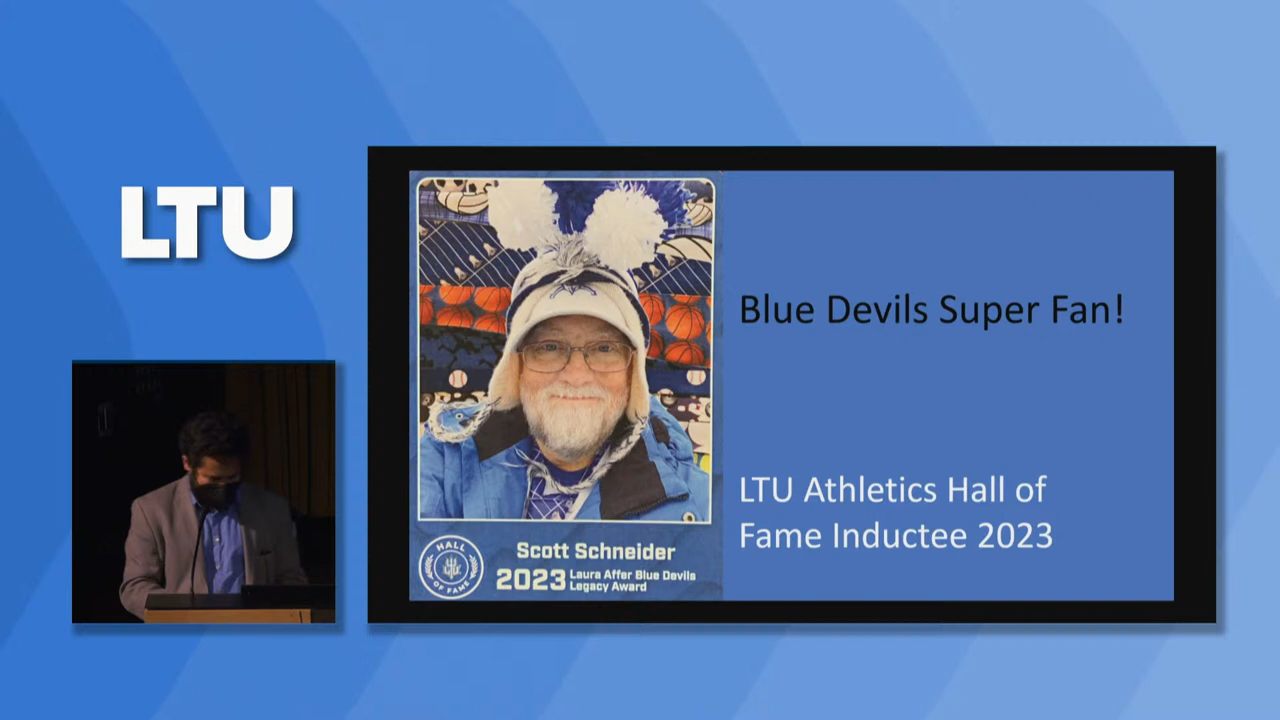 LTU
Blue Devils Super Fan!
LTU Athletics Hall of
Fame Inductee 2023
HALL
OF FAME
Scott Schneider
2023 Laura Affer Blue Devils
Legacy Award